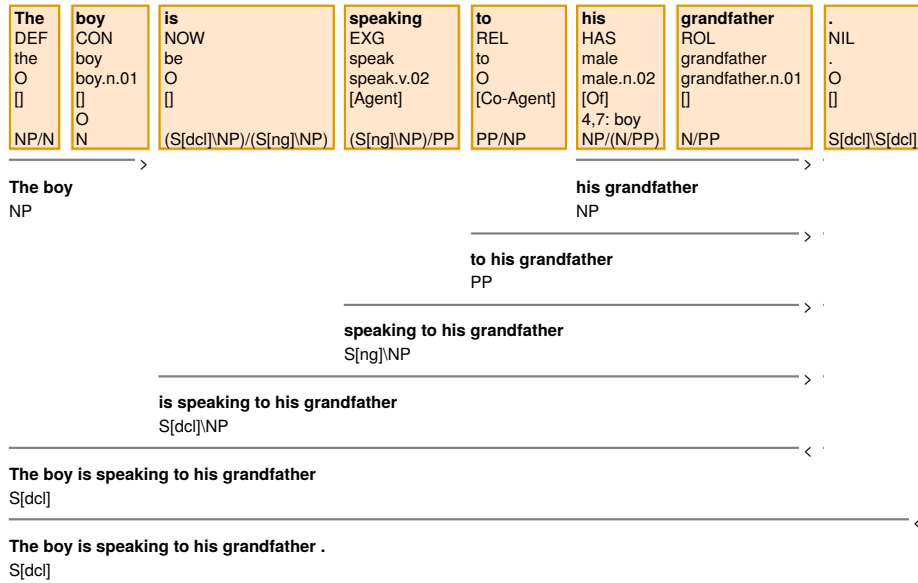 The boy is speaking to his grandfather .
DEF CON NOW EXG REL HAS ROL NIL
the boy be speak to male grandfather .
O boy.n.01 O speak.v.02 O male.n.02 grandfather.n.01 O
[] [] [] [Agent] [Co-Agent] [Of] [] []
O 4,7: boy
NP/N N (S[dcl]\NP)/(S[ng]\NP) (S[ng]\NP)/PP PP/NP NP/(N/PP) N/PP S[dcl]\S[dcl]
> >
The boy his grandfather
NP NP
>
to his grandfather
PP
>
speaking to his grandfather
S[ng]\NP
>
is speaking to his grandfather
S[dcl]\NP
<
The boy is speaking to his grandfather
S[dcl]
<
The boy is speaking to his grandfather .
S[dcl]